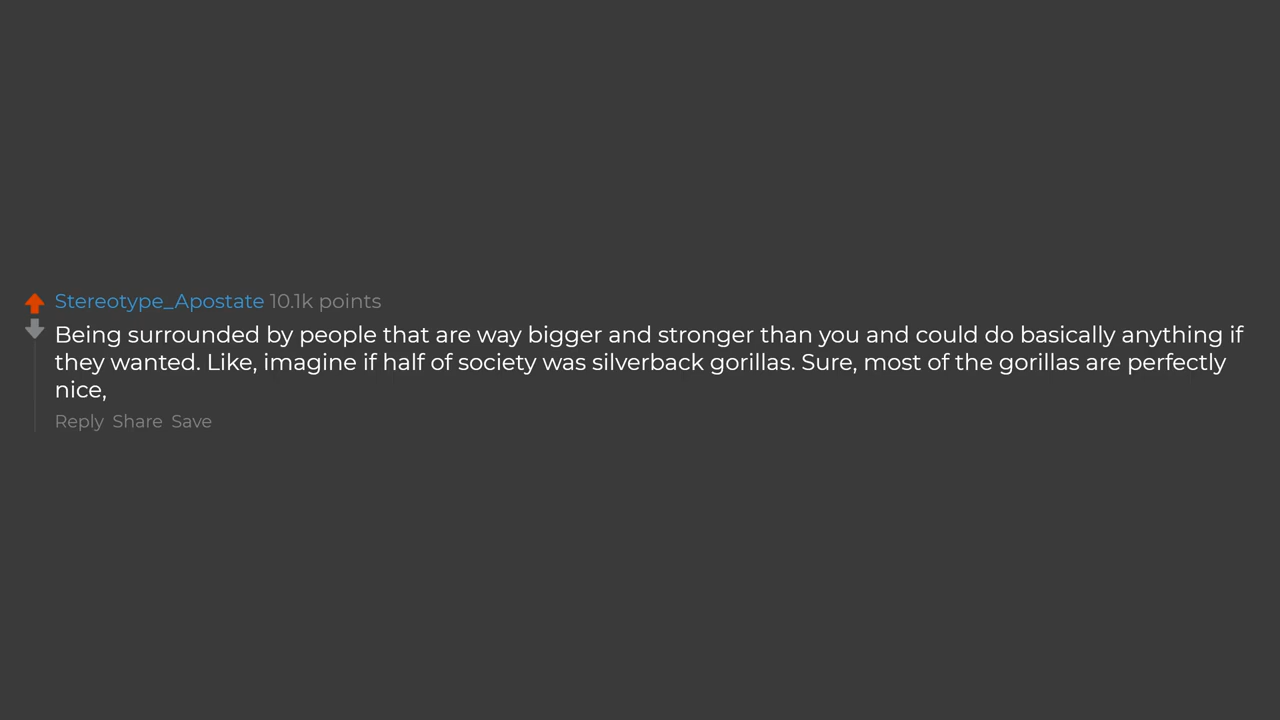 Stereotype_Apostate 10.1k points
Being surrounded by people that are way bigger and stronger than you and could do basically anything if
they wanted. Like, imagine if half of society was silverback gorillas. Sure, most of the gorillas are perfectly
nice,
Reply Share Save